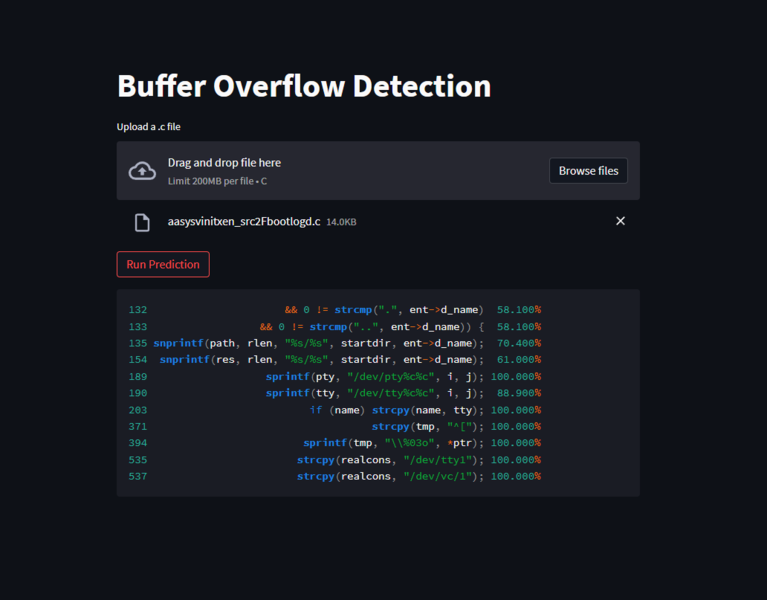 Buffer Overflow Detection
Upload a .c file
Drag and drop file here
Limit 200MB per file • C
Browse files
aasysvinitxen_src2Fbootlogd.c 14.0KB
Run Prediction
132 && 0 != strcmp(".", ent->d_name) 58.100%
133 && 0 != strcmp("..", ent->d_name)) { 58.100%
135 snprintf(path, rlen, "%s/%s", startdir, ent->d_name); 70.400%
154 snprintf(res, rlen, "%s/%s", startdir, ent->d_name); 61.000%
189 sprintf(pty, "/dev/pty%c%c", i, j); 100.000%
190 sprintf(tty, "/dev/tty%c%c", i, j); 88.900%
203 if (name) strcpy(name, tty); 100.000%
371 strcpy(tmp, "^["); 100.000%
394 sprintf(tmp, "\\%03o", *ptr); 100.000%
535 strcpy(realcons, "/dev/tty1"); 100.000%
537 strcpy(realcons, "/dev/vc/1"); 100.000%